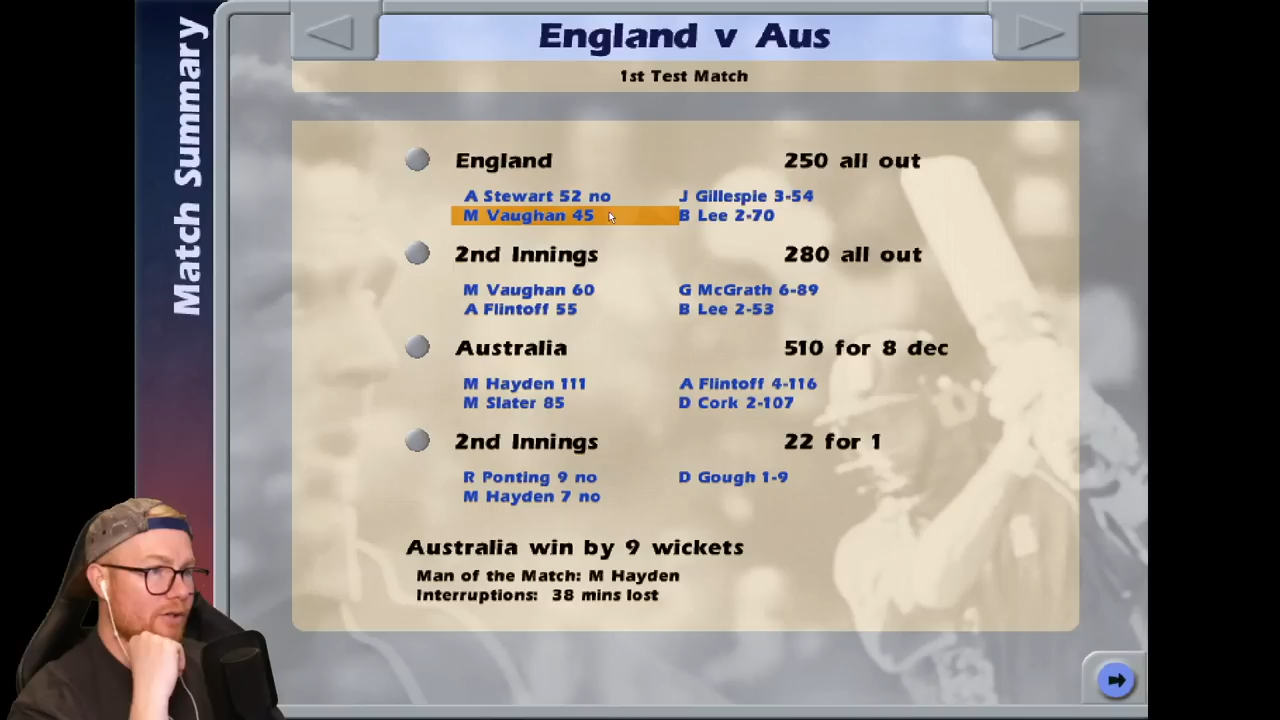 Match Summary
England v Aus
1st Test Match
England 250 all out
A Stewart 52 no J Gillespie 3-54
M Vaughan 45 B Lee 2-70
2nd Innings 280 all out
M Vaughan 60 G McGrath 6-89
A Flintoff 55 B Lee 2-53
Australia 510 for 8 dec
M Hayden 111 A Flintoff 4-116
M Slater 85 D Cork 2-107
2nd Innings 22 for 1
R Ponting 9 no D Gough 1-9
M Hayden 7 no
Australia win by 9 wickets
Man of the Match: M Hayden
Interruptions: 38 mins lost